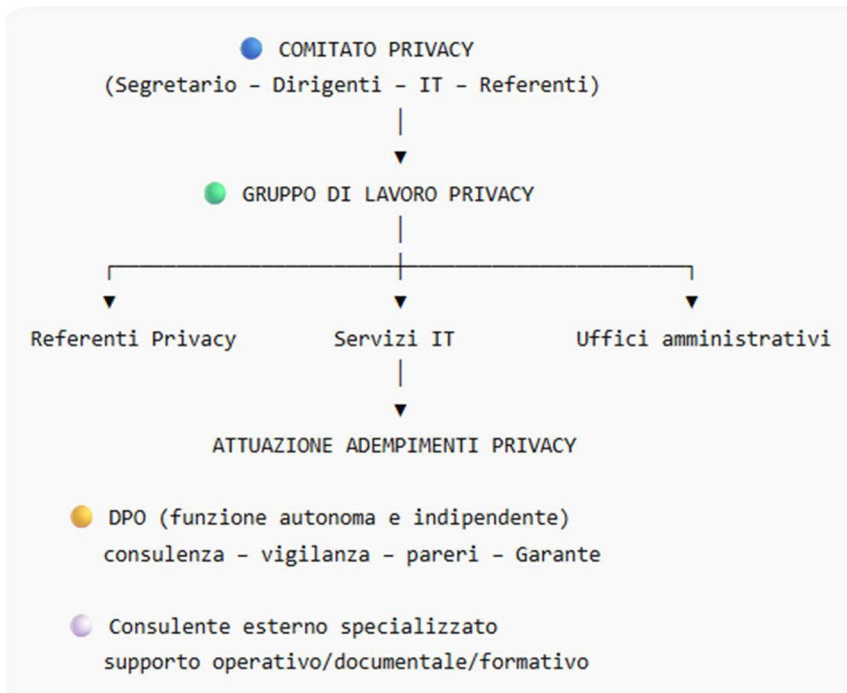 COMITATO PRIVACY
(Segretario – Dirigenti – IT – Referenti)
GRUPPO DI LAVORO PRIVACY
Referenti Privacy Servizi IT Uffici amministrativi
ATTUAZIONE ADEMPIMENTI PRIVACY
DPO (funzione autonoma e indipendente)
consulenza – vigilanza – pareri – Garante
Consulente esterno specializzato
supporto operativo/documentale/formativo